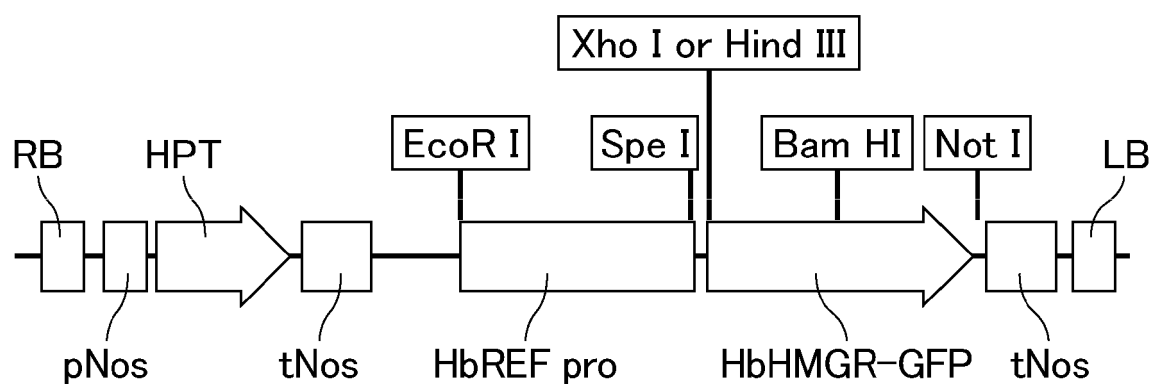 Xho I or Hind III
EcoR I Spe I Bam HI Not I
RB HPT LB
pNos tNos HbREF pro HbHMGR-GFP tNos